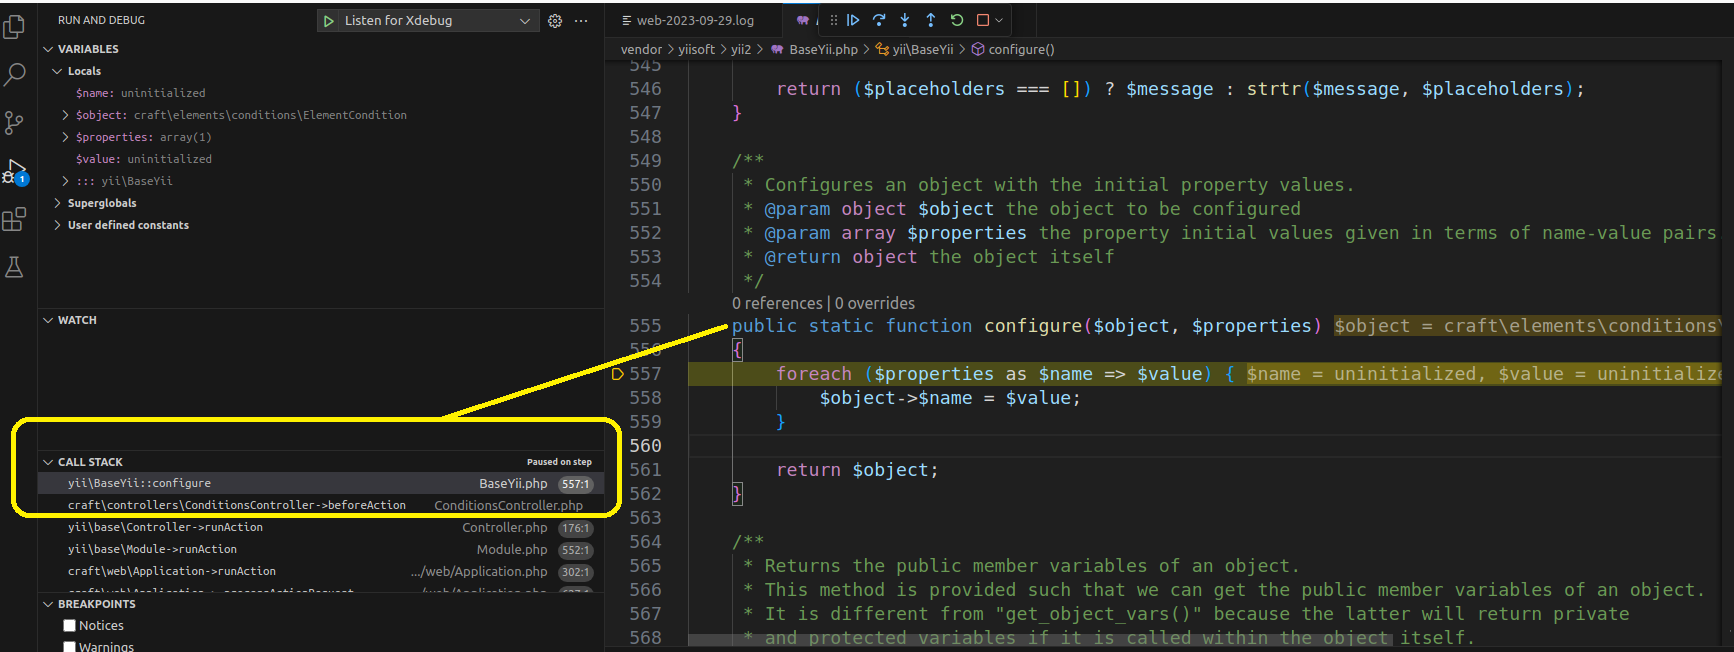 RUN AND DEBUG
Listen for Xdebug
VARIABLES
Locals
$name: uninitialized
$object: craft\elements\conditions\ElementCondition
$properties: array(1)
$value: uninitialized
::: yii\BaseYii
Superglobals
User defined constants
WATCH
CALL STACK
Paused on step
yii\BaseYii::configure BaseYii.php 557:1
craft\controllers\ConditionsController->beforeAction ConditionsController.php
yii\base\Controller->runAction Controller.php 176:1
yii\base\Module->runAction Module.php 552:1
craft\web\Application->runAction .../web/Application.php 302:1
BREAKPOINTS
Notices
Warnings
1
web-2023-09-29.log
vendor > yiisoft > yii2 > BaseYii.php > yii\BaseYii > configure()
545
546 return ($placeholders === []) ? $message : strtr($message, $placeholders);
547 }
548
549 /**
550 * Configures an object with the initial property values.
551 * @param object $object the object to be configured
552 * @param array $properties the property initial values given in terms of name-value pairs
553 * @return object the object itself
554 */
0 references | 0 overrides
555 public static function configure($object, $properties) $object = craft\elements\conditions\
556 {
557 foreach ($properties as $name => $value) { $name = uninitialized, $value = uninitialize
558 $object->$name = $value;
559 }
560
561 return $object;
562 }
563
564 /**
565 * Returns the public member variables of an object.
566 * This method is provided such that we can get the public member variables of an object.
567 * It is different from "get_object_vars()" because the latter will return private
568 * and protected variables if it is called within the object itself.